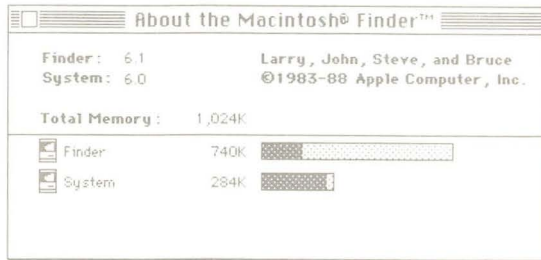 About the Macintosh® Finder™
Finder: 6.1
Larry, John, Steve, and Bruce
System: 6.0
©1983-88 Apple Computer, Inc.
Total Memory: 1,024K
Finder 740K
System 284K